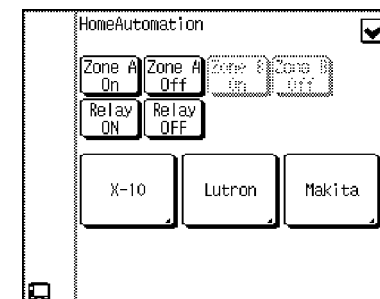 HomeAutomation
Zone A Zone A Zone B Zone B
On Off On Off
Relay Relay
ON OFF
X-10 Lutron Makita